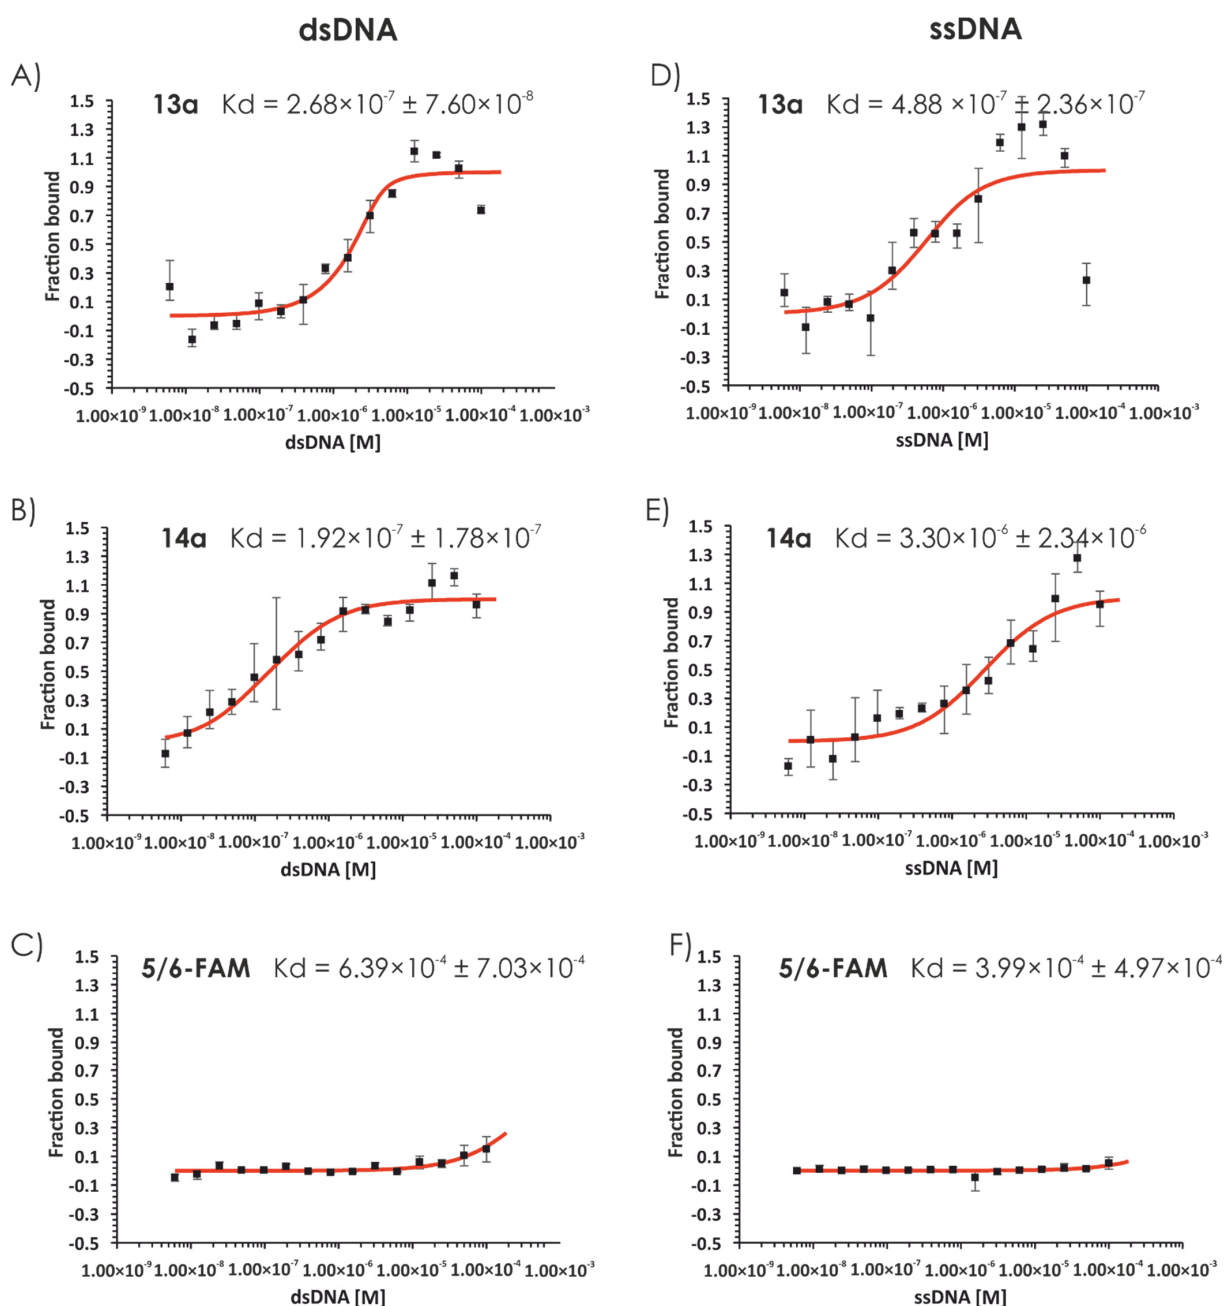 dsDNA
ssDNA
A)
13a Kd = 2.68×10⁻⁷ ± 7.60×10⁻⁸
1.5
1.3
1.1
0.9
0.7
0.5
0.3
0.1
-0.1
-0.3
-0.5
Fraction bound
1.00×10⁻⁹ 1.00×10⁻⁸ 1.00×10⁻⁷ 1.00×10⁻⁶ 1.00×10⁻⁵ 1.00×10⁻⁴ 1.00×10⁻³
dsDNA [M]
D)
13a Kd = 4.88 ×10⁻⁷ ± 2.36×10⁻⁷
1.5
1.3
1.1
0.9
0.7
0.5
0.3
0.1
-0.1
-0.3
-0.5
Fraction bound
1.00×10⁻⁹ 1.00×10⁻⁸ 1.00×10⁻⁷ 1.00×10⁻⁶ 1.00×10⁻⁵ 1.00×10⁻⁴ 1.00×10⁻³
ssDNA [M]
B)
14a Kd = 1.92×10⁻⁷ ± 1.78×10⁻⁷
1.5
1.3
1.1
0.9
0.7
0.5
0.3
0.1
-0.1
-0.3
-0.5
Fraction bound
1.00×10⁻⁹ 1.00×10⁻⁸ 1.00×10⁻⁷ 1.00×10⁻⁶ 1.00×10⁻⁵ 1.00×10⁻⁴ 1.00×10⁻³
dsDNA [M]
E)
14a Kd = 3.30×10⁻⁶ ± 2.34×10⁻⁶
1.5
1.3
1.1
0.9
0.7
0.5
0.3
0.1
-0.1
-0.3
-0.5
Fraction bound
1.00×10⁻⁹ 1.00×10⁻⁸ 1.00×10⁻⁷ 1.00×10⁻⁶ 1.00×10⁻⁵ 1.00×10⁻⁴ 1.00×10⁻³
ssDNA [M]
C)
5/6-FAM Kd = 6.39×10⁻⁴ ± 7.03×10⁻⁴
1.5
1.3
1.1
0.9
0.7
0.5
0.3
0.1
-0.1
-0.3
-0.5
Fraction bound
1.00×10⁻⁹ 1.00×10⁻⁸ 1.00×10⁻⁷ 1.00×10⁻⁶ 1.00×10⁻⁵ 1.00×10⁻⁴ 1.00×10⁻³
dsDNA [M]
F)
5/6-FAM Kd = 3.99×10⁻⁴ ± 4.97×10⁻⁴
1.5
1.3
1.1
0.9
0.7
0.5
0.3
0.1
-0.1
-0.3
-0.5
Fraction bound
1.00×10⁻⁹ 1.00×10⁻⁸ 1.00×10⁻⁷ 1.00×10⁻⁶ 1.00×10⁻⁵ 1.00×10⁻⁴ 1.00×10⁻³
ssDNA [M]